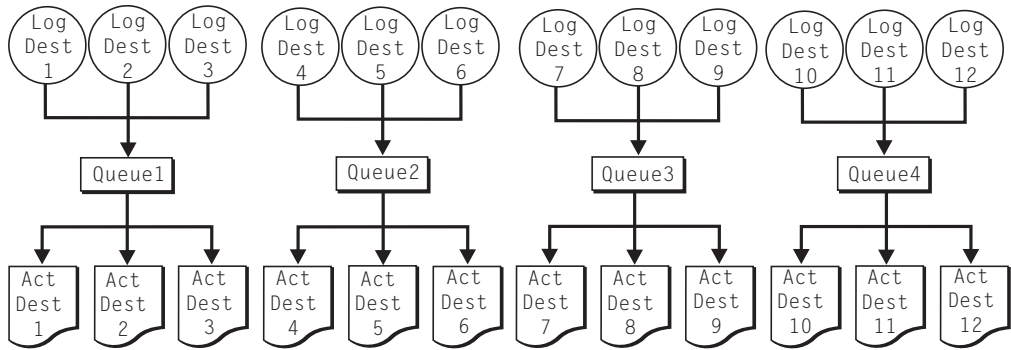 Log Dest 1
Log Dest 2
Log Dest 3
Log Dest 4
Log Dest 5
Log Dest 6
Log Dest 7
Log Dest 8
Log Dest 9
Log Dest 10
Log Dest 11
Log Dest 12
Queue1
Queue2
Queue3
Queue4
Act Dest 1
Act Dest 2
Act Dest 3
Act Dest 4
Act Dest 5
Act Dest 6
Act Dest 7
Act Dest 8
Act Dest 9
Act Dest 10
Act Dest 11
Act Dest 12